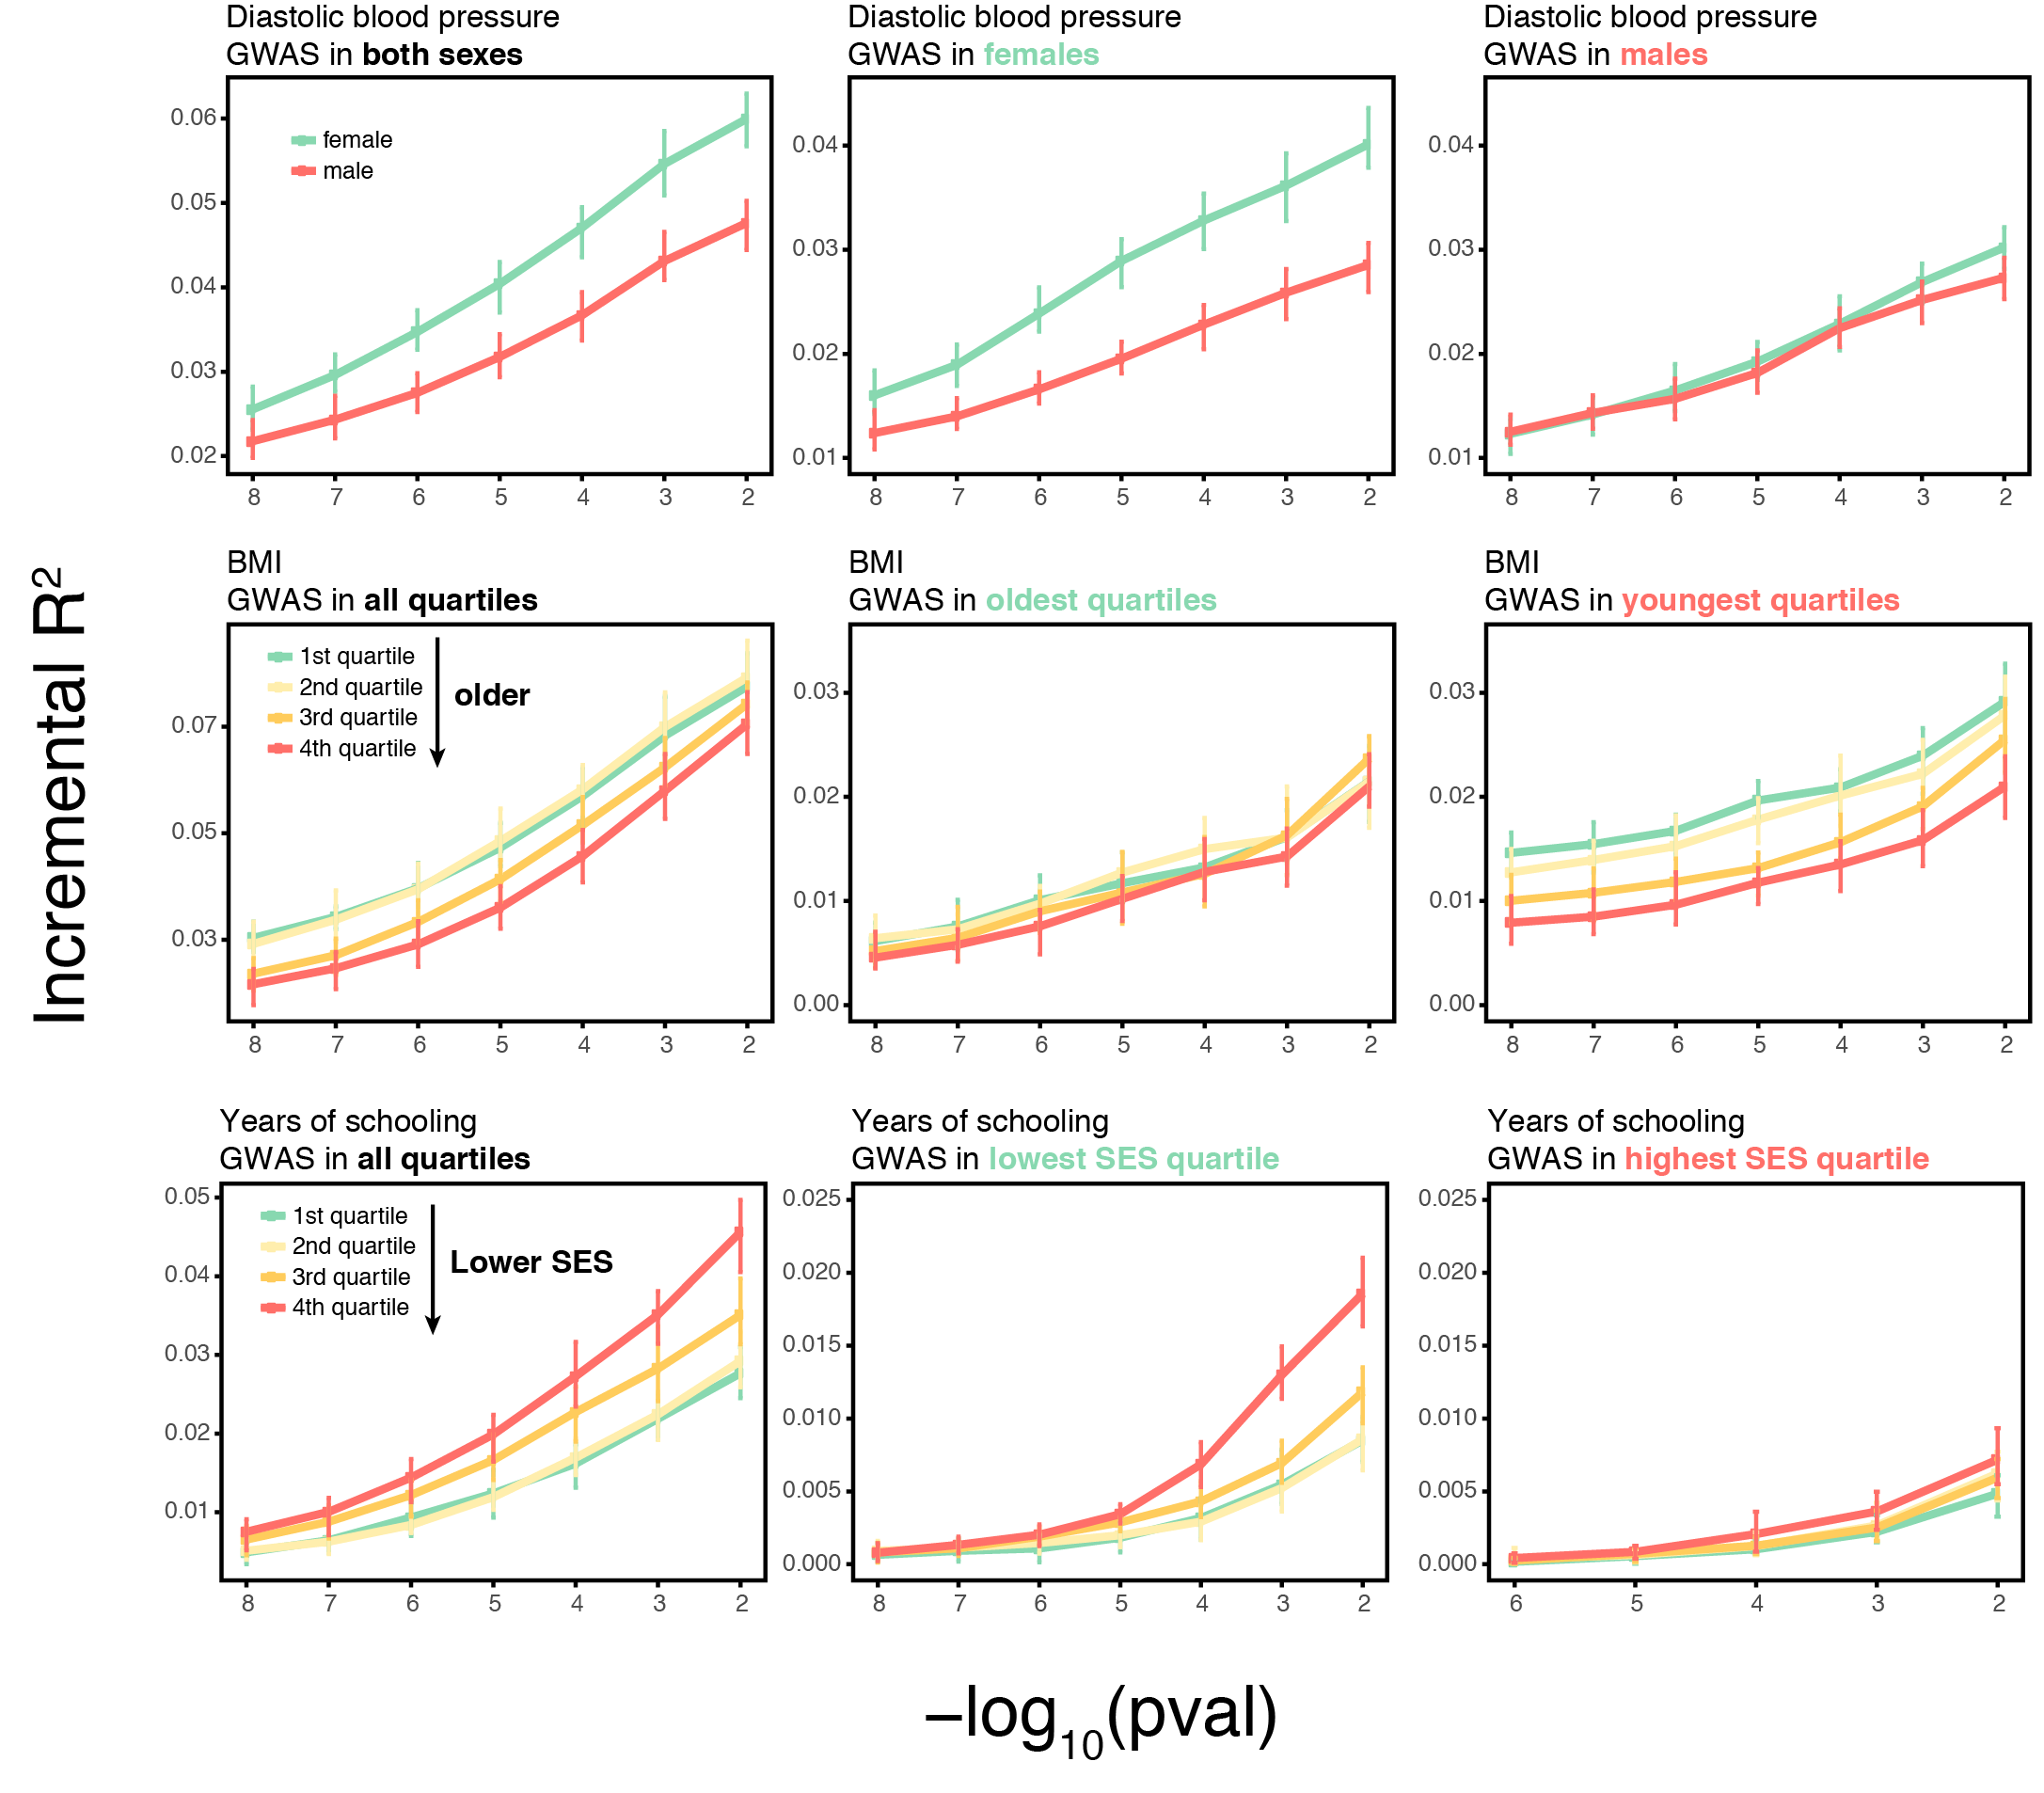 Diastolic blood pressure
GWAS in both sexes
0.06
0.05
0.04
0.03
0.02
female
male
8 7 6 5 4 3 2
Diastolic blood pressure
GWAS in females
0.04
0.03
0.02
0.01
8 7 6 5 4 3 2
Diastolic blood pressure
GWAS in males
0.04
0.03
0.02
0.01
8 7 6 5 4 3 2
Incremental R²
BMI
GWAS in all quartiles
0.07
0.05
0.03
1st quartile
2nd quartile
3rd quartile
4th quartile
older
8 7 6 5 4 3 2
BMI
GWAS in oldest quartiles
0.03
0.02
0.01
0.00
8 7 6 5 4 3 2
BMI
GWAS in youngest quartiles
0.03
0.02
0.01
0.00
8 7 6 5 4 3 2
Years of schooling
GWAS in all quartiles
0.05
0.04
0.03
0.02
0.01
1st quartile
2nd quartile
3rd quartile
4th quartile
Lower SES
8 7 6 5 4 3 2
Years of schooling
GWAS in lowest SES quartile
0.025
0.020
0.015
0.010
0.005
0.000
8 7 6 5 4 3 2
Years of schooling
GWAS in highest SES quartile
0.025
0.020
0.015
0.010
0.005
0.000
6 5 4 3 2
−log₁₀(pval)